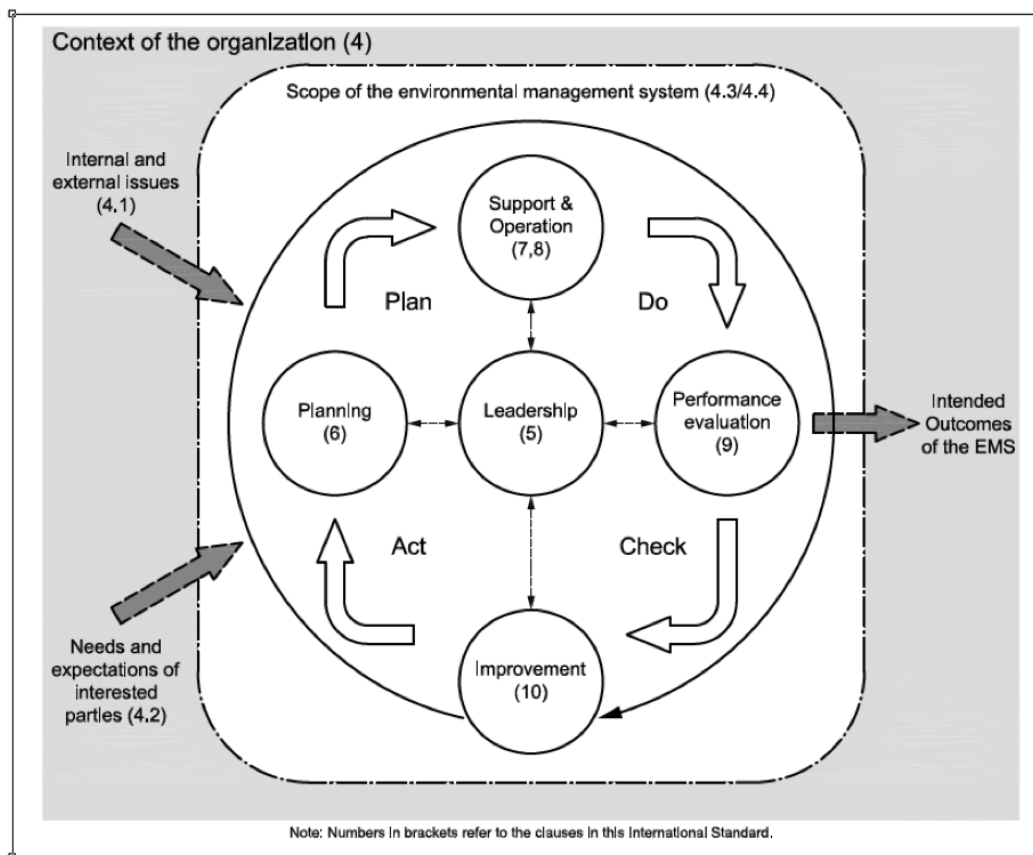 Context of the organization (4)
Scope of the environmental management system (4.3/4.4)
Internal and
external issues
(4.1)
Support &
Operation
(7,8)
Plan
Do
Planning
(6)
Leadership
(5)
Performance
evaluation
(9)
Intended
Outcomes
of the EMS
Act
Check
Needs and
expectations of
interested
parties (4.2)
Improvement
(10)
Note: Numbers in brackets refer to the clauses in this International Standard.